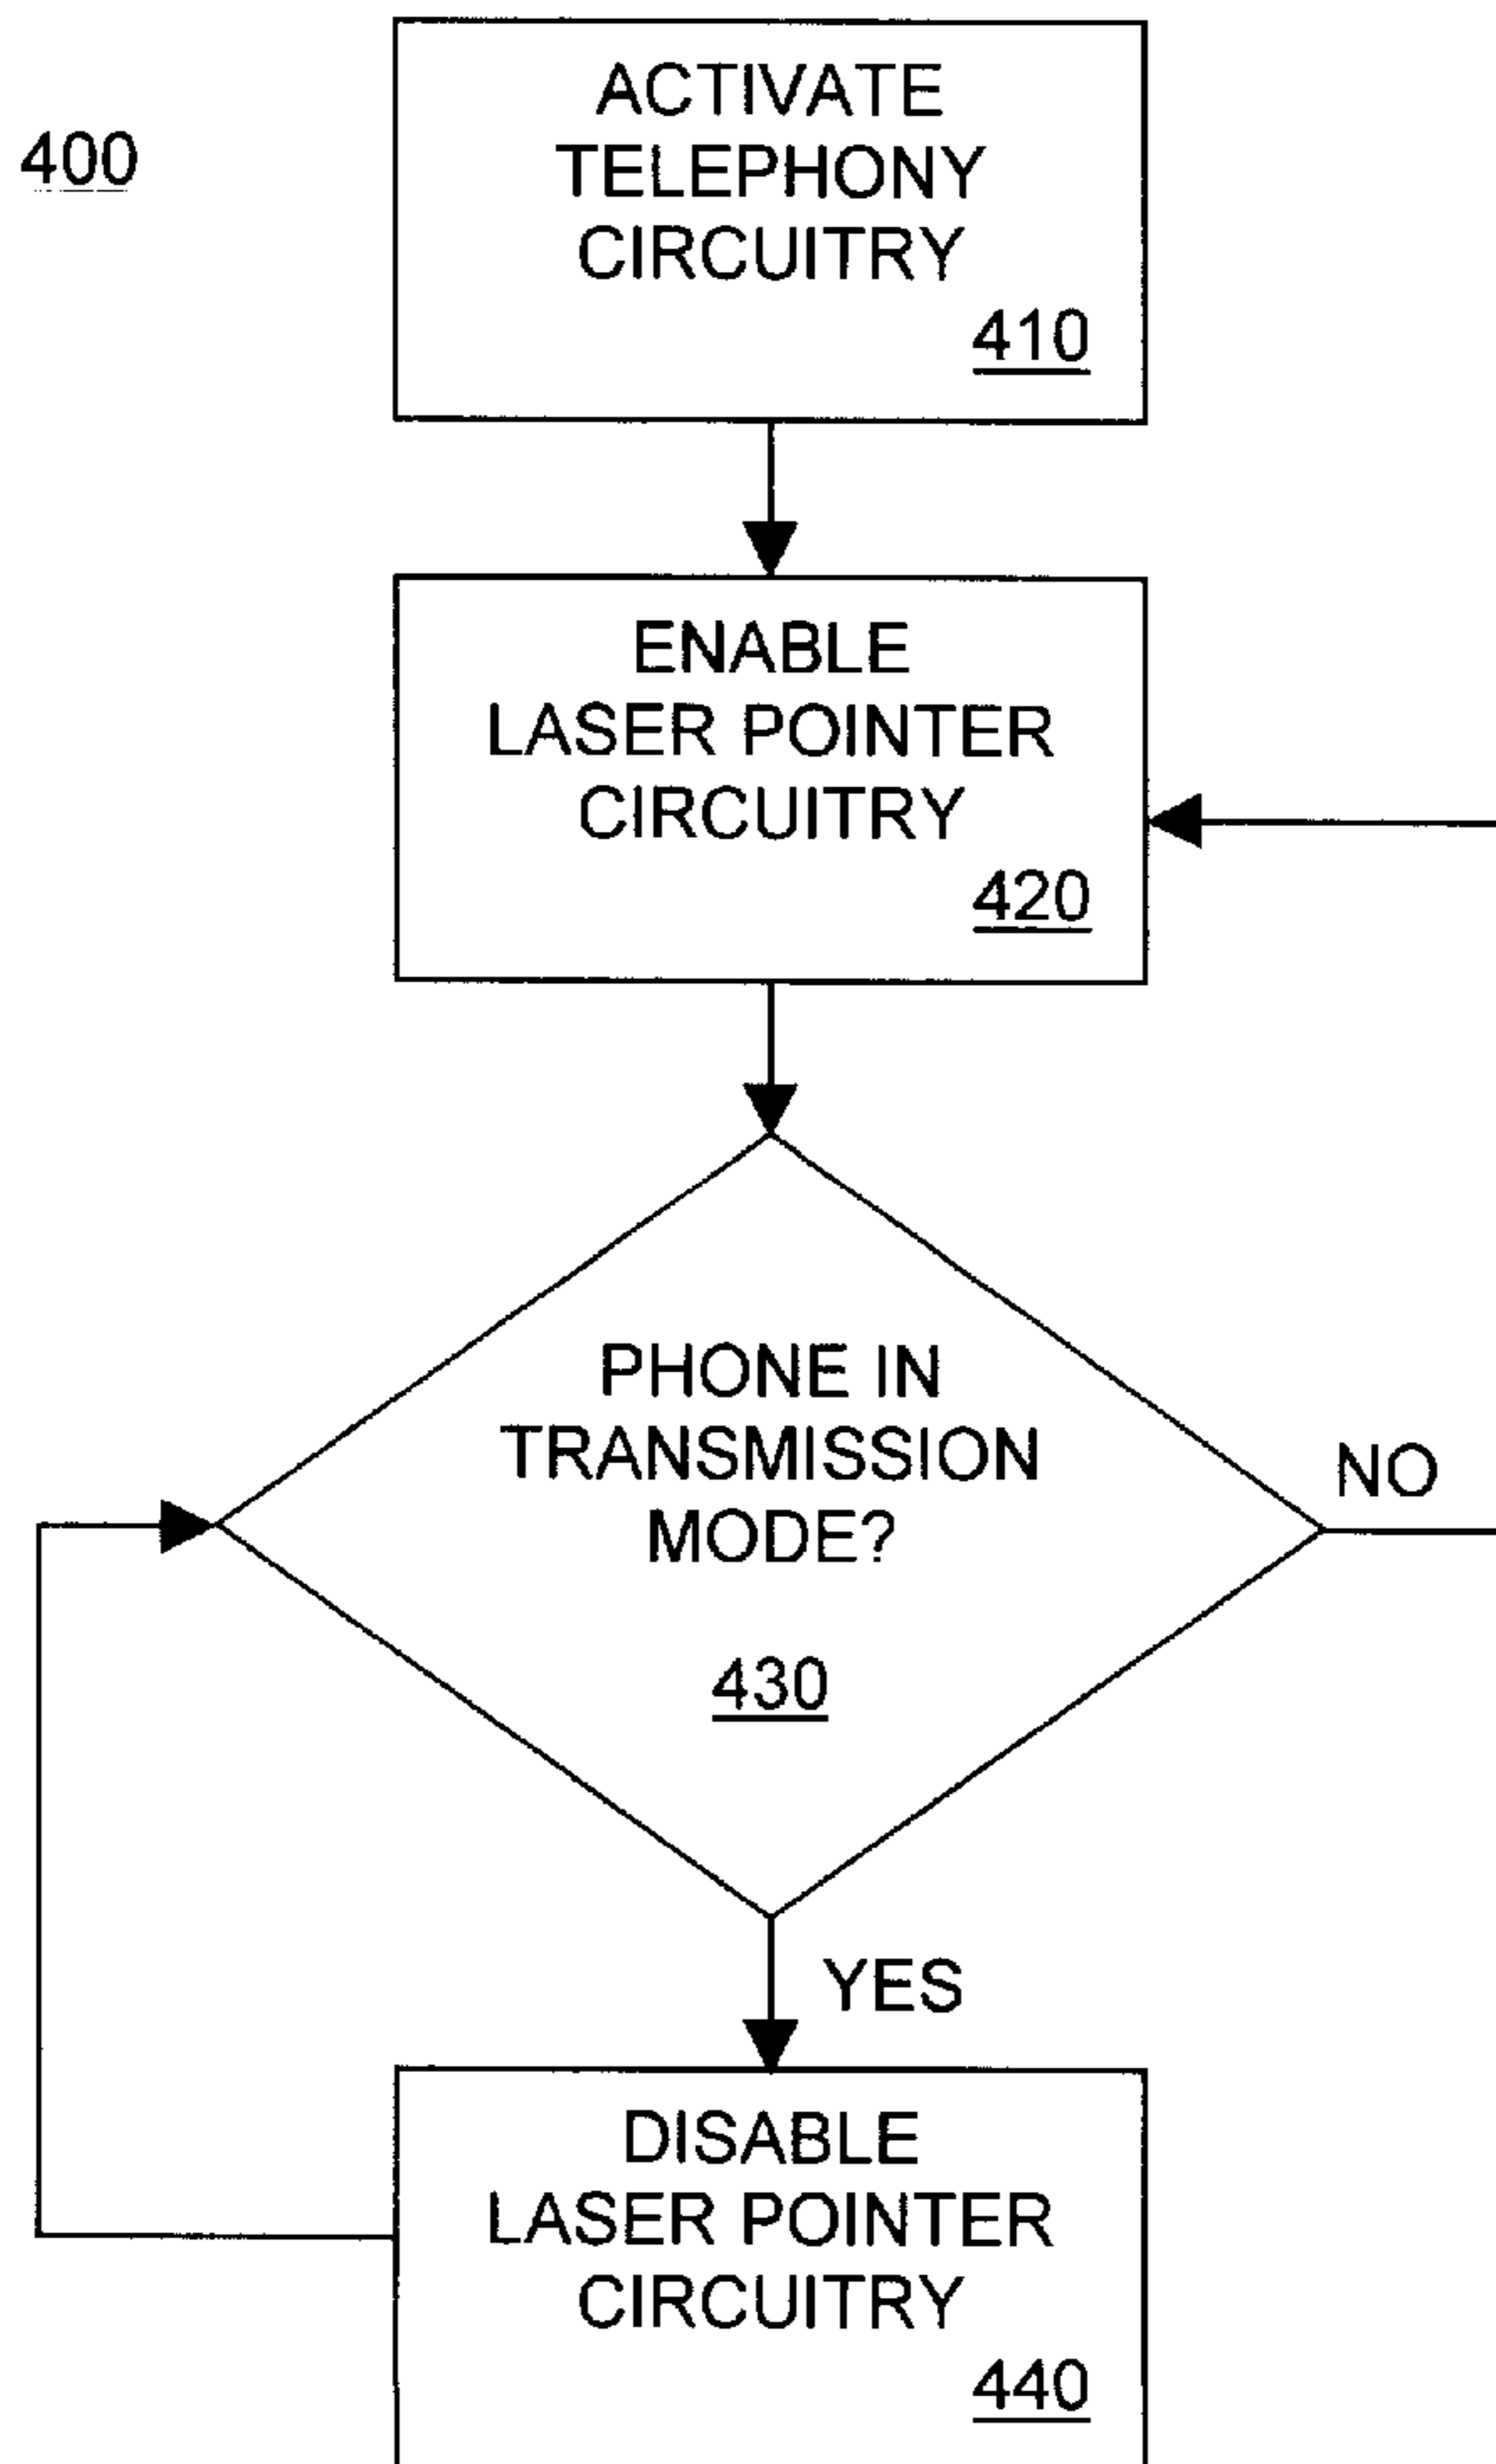 400
ACTIVATE
TELEPHONY
CIRCUITRY
410
ENABLE
LASER POINTER
CIRCUITRY
420
PHONE IN
TRANSMISSION
MODE?
430
NO
YES
DISABLE
LASER POINTER
CIRCUITRY
440